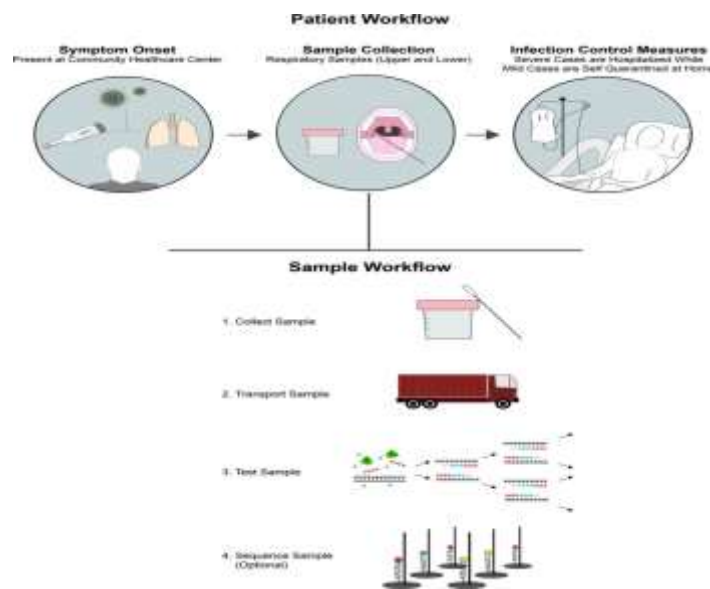 Patient Workflow
Symptom Onset
Present at Community Healthcare Center
Sample Collection
Respiratory Samples (Upper and Lower)
Infection Control Measures
Severe Cases are Hospitalized While
Mild Cases are Self Quarantined at Home
Sample Workflow
1. Collect Sample
2. Transport Sample
3. Test Sample
4. Sequence Sample
(Optional)